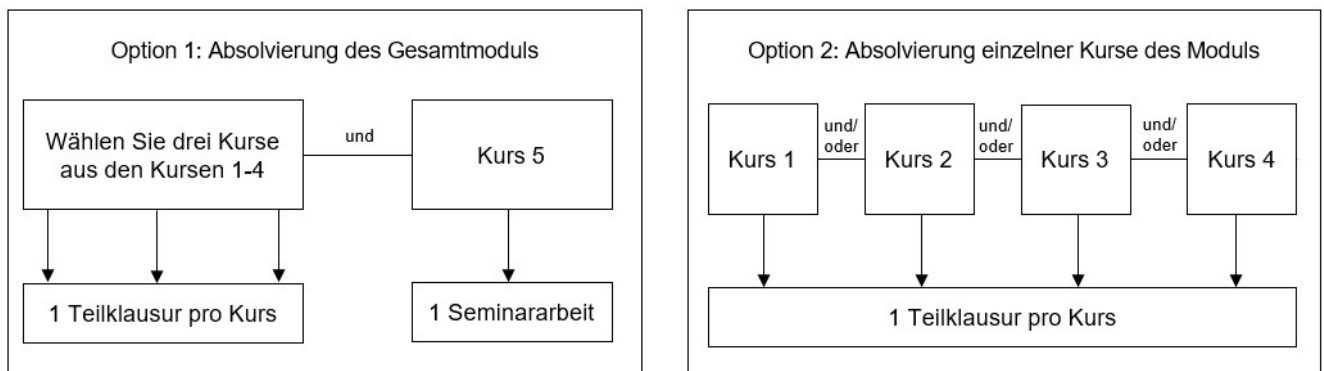 Option 1: Absolvierung des Gesamtmoduls
Wählen Sie drei Kurse
aus den Kursen 1-4
und
Kurs 5
1 Teilklausur pro Kurs
1 Seminararbeit
Option 2: Absolvierung einzelner Kurse des Moduls
Kurs 1
und/
oder
Kurs 2
und/
oder
Kurs 3
und/
oder
Kurs 4
1 Teilklausur pro Kurs